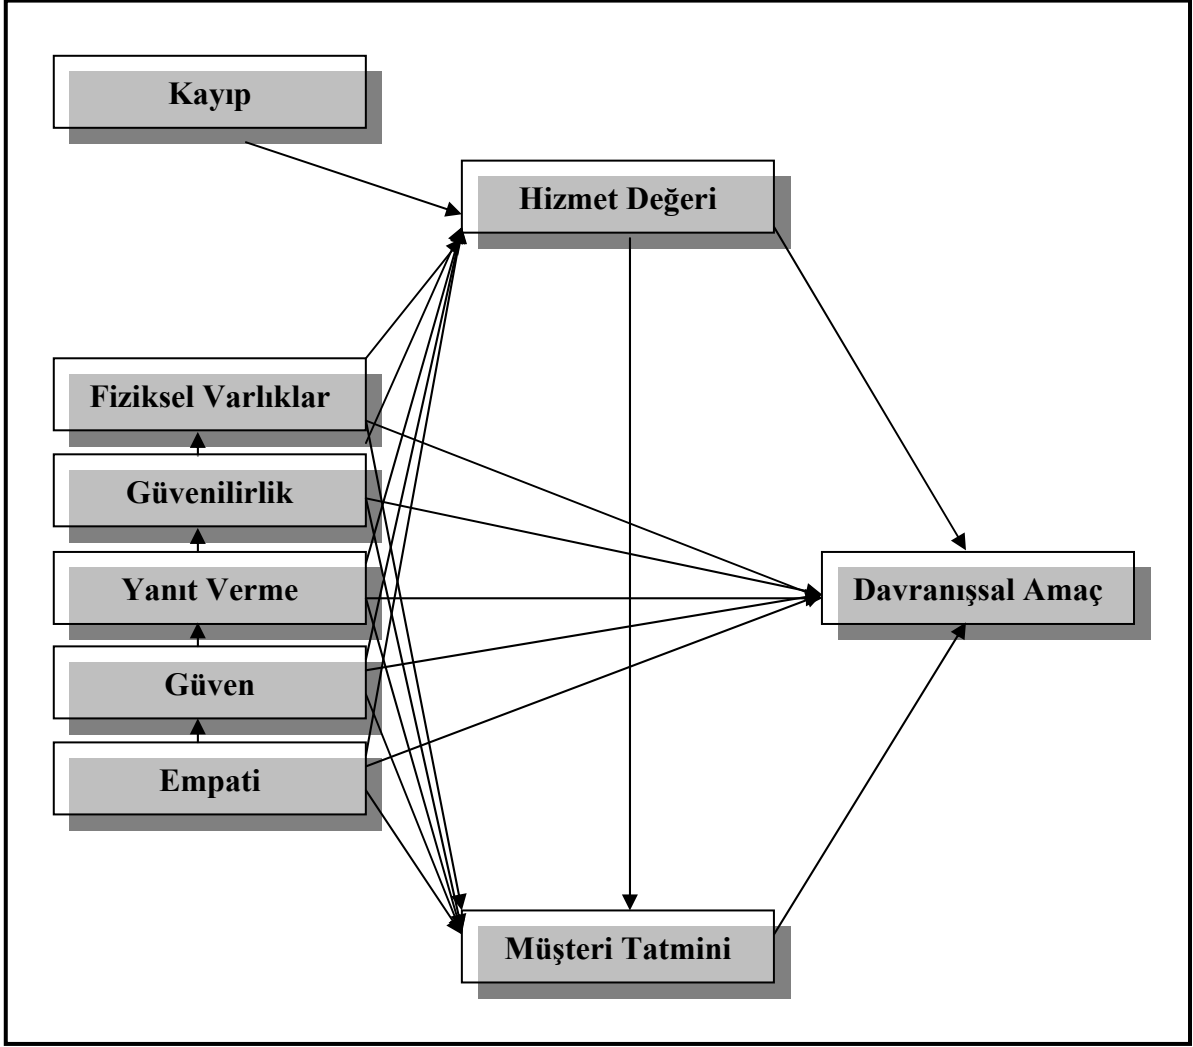 Kayıp
Hizmet Değeri
Fiziksel Varlıklar
Güvenilirlik
Yanıt Verme
Davranışsal Amaç
Güven
Empati
Müşteri Tatmini